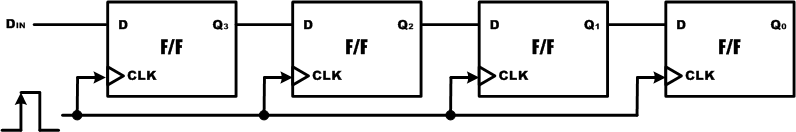 D Q3 D Q2 D Q1 D Q0
DIN
F/F F/F F/F F/F
CLK CLK CLK CLK